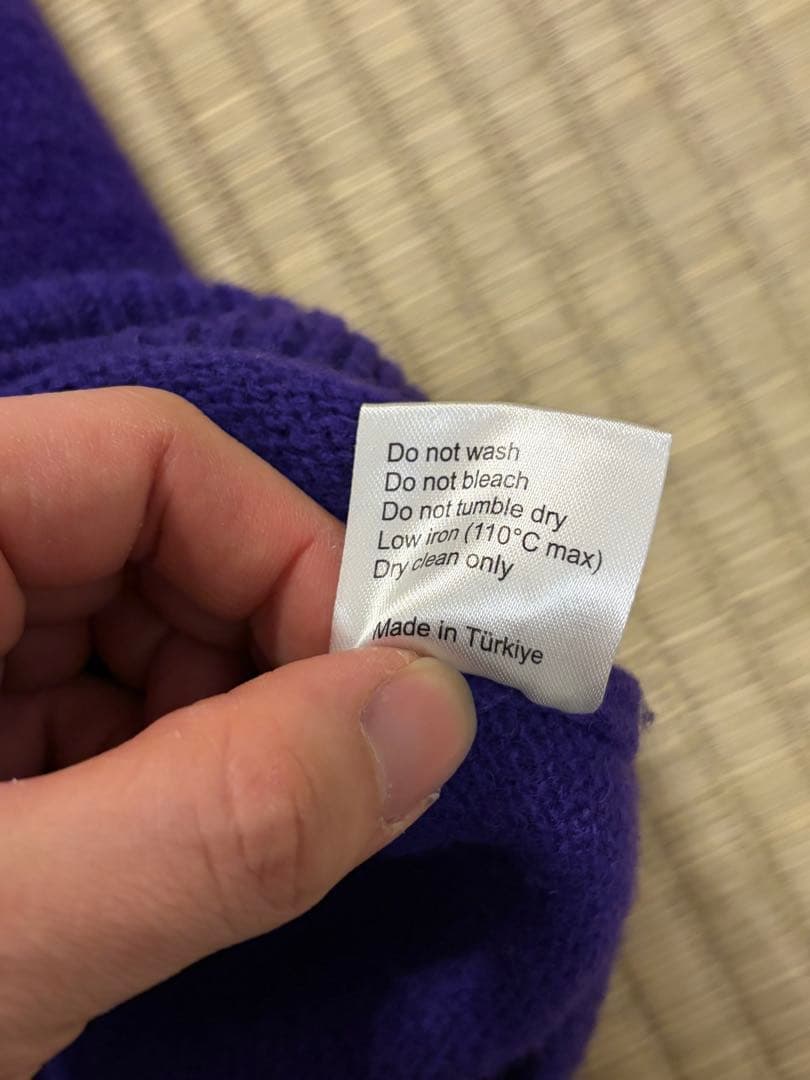 Do not wash
Do not bleach
Do not tumble dry
Low iron (110°C max)
Dry clean only
Made in Türkiye